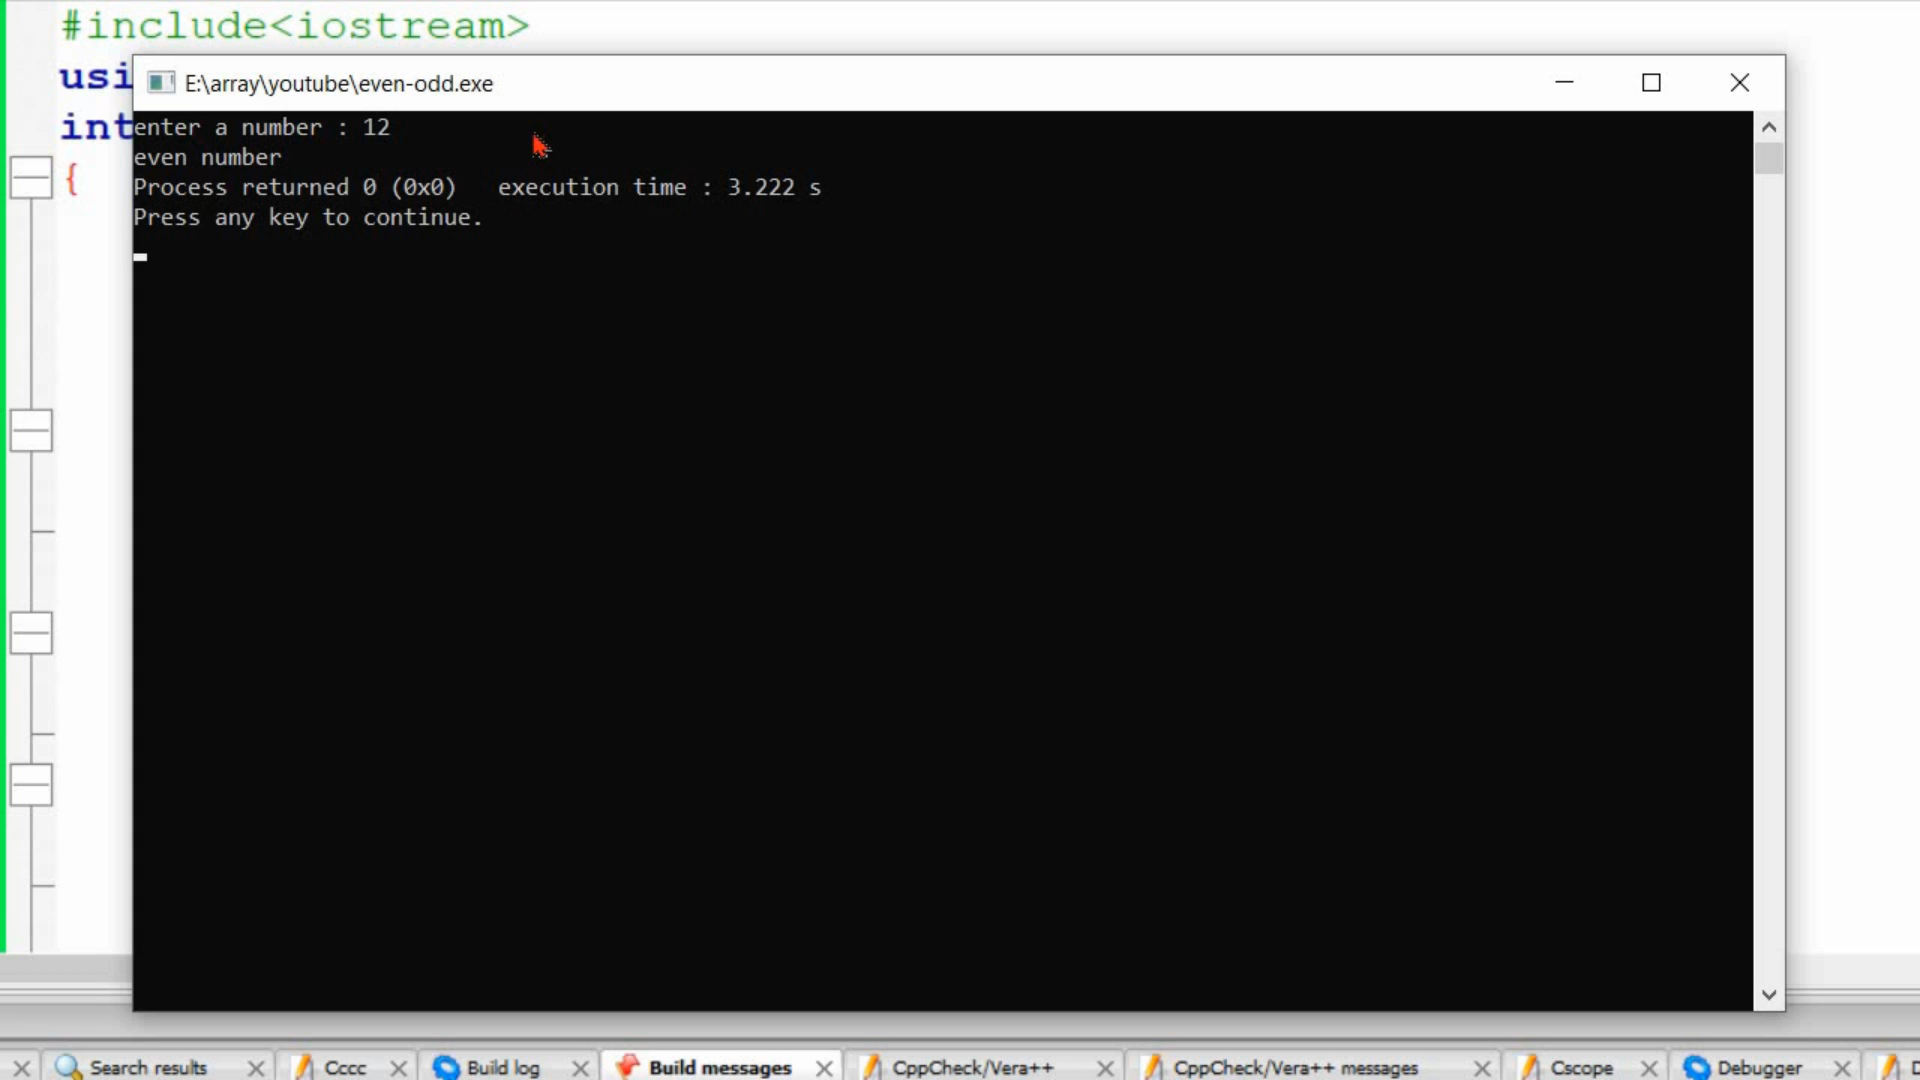 #include<iostream>
usi
E:\array\youtube\even-odd.exe
int
enter a number : 12
even number
{
Process returned 0 (0x0)   execution time : 3.222 s
Press any key to continue.
Search results
Cccc
Build log
Build messages
CppCheck/Vera++
CppCheck/Vera++ messages
Cscope
Debugger
D